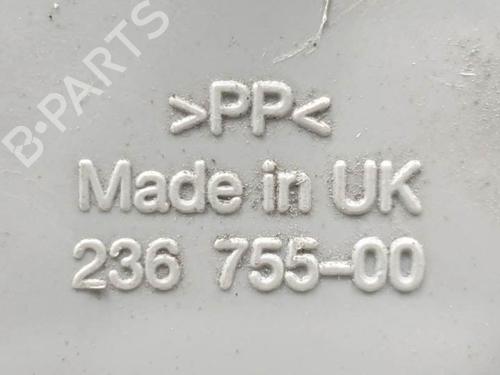 B-PARTS
>PP<
Made in UK
236 755-00